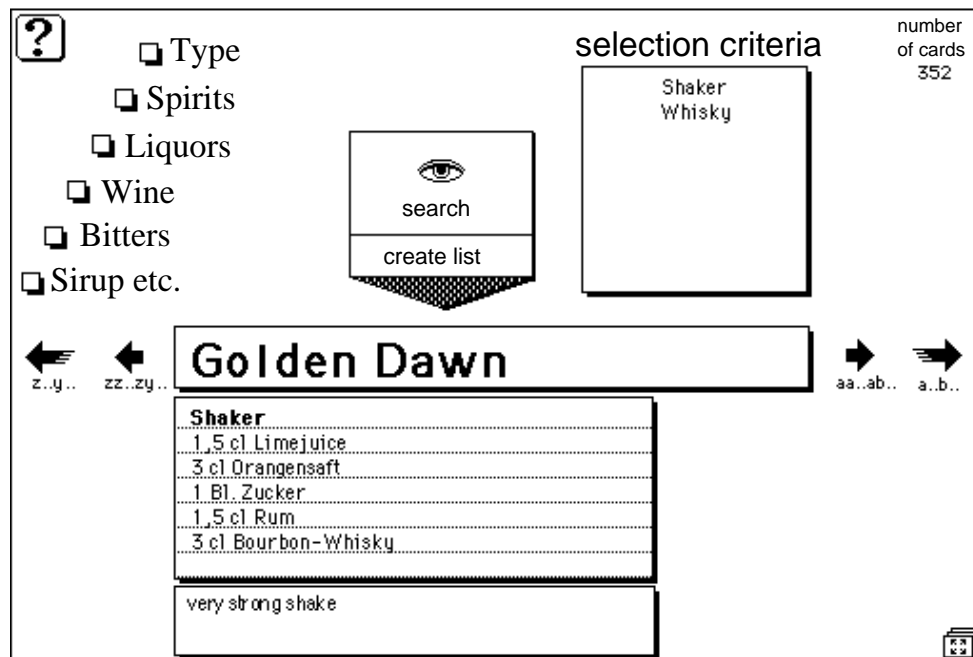 ?
Type
Spirits
Liquors
Wine
Bitters
Sirup etc.
search
create list
selection criteria
Shaker
Whisky
number
of cards
352
z..y..
zz..zy..
Golden Dawn
aa..ab..
a..b..
Shaker
1,5 cl Limejuice
3 cl Orangensaft
1 Bl. Zucker
1,5 cl Rum
3 cl Bourbon-Whisky
very strong shake